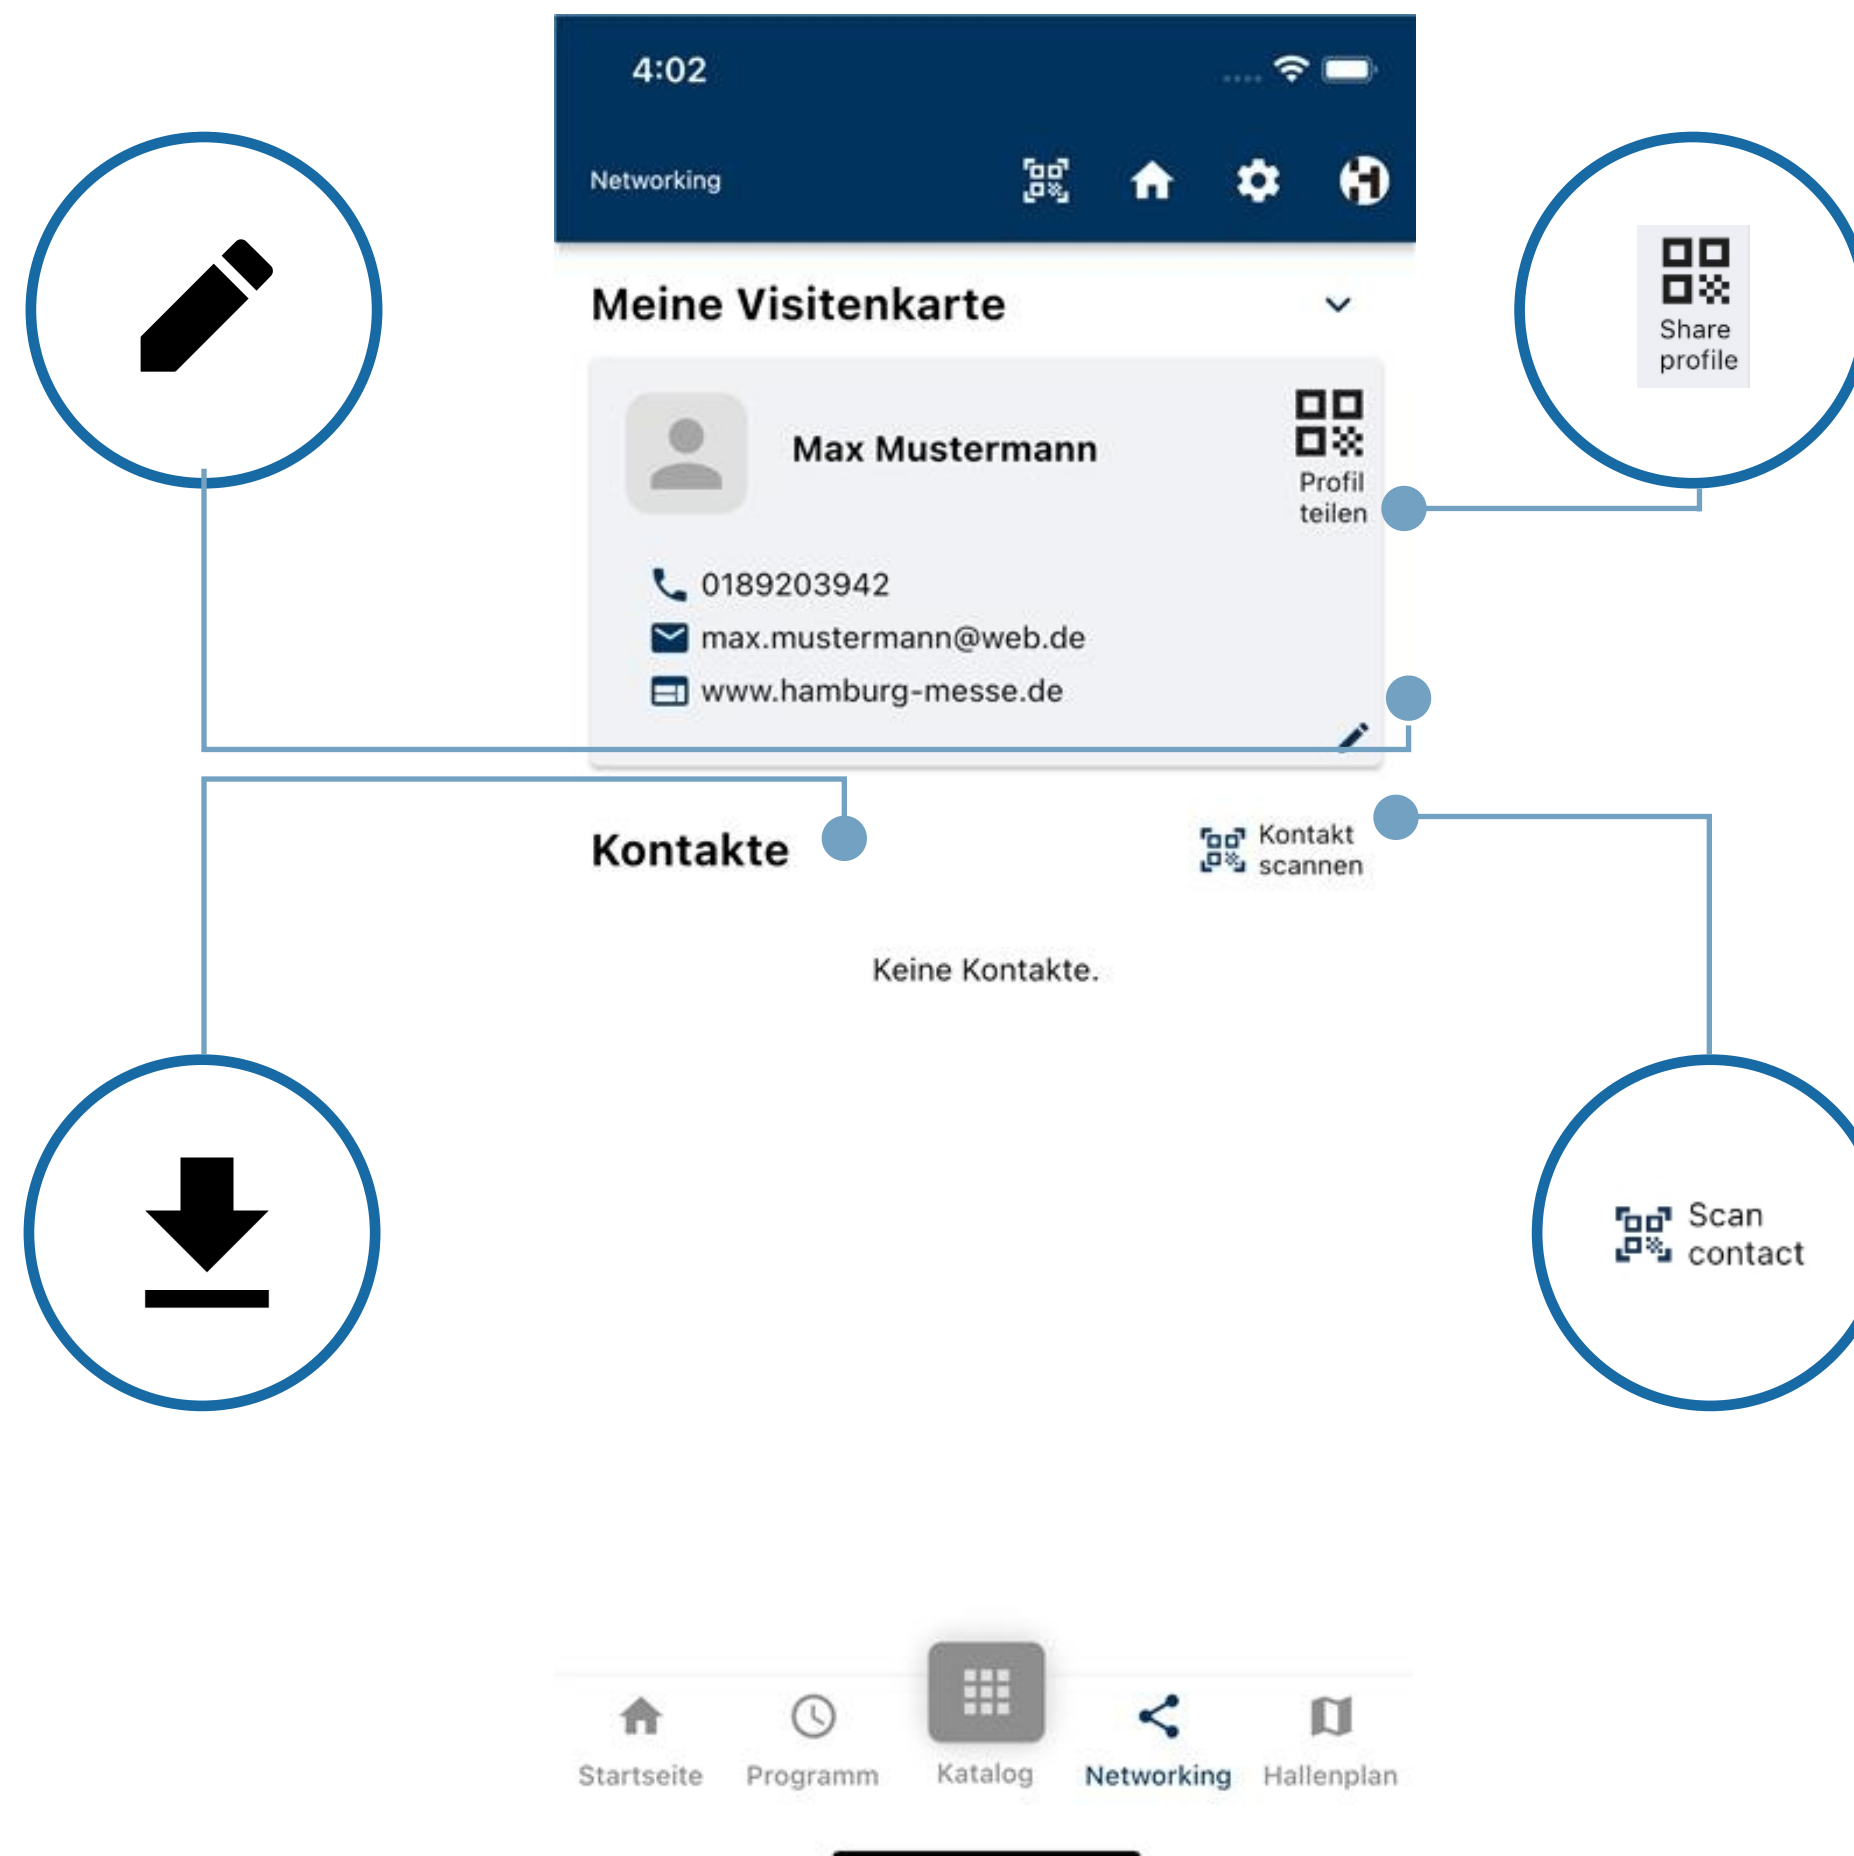 4:02
Networking
Meine Visitenkarte
Max Mustermann
Profil
teilen
0189203942
max.mustermann@web.de
www.hamburg-messe.de
Share
profile
Kontakte
Kontakt
scannen
Keine Kontakte.
Scan
contact
Startseite
Programm
Katalog
Networking
Hallenplan